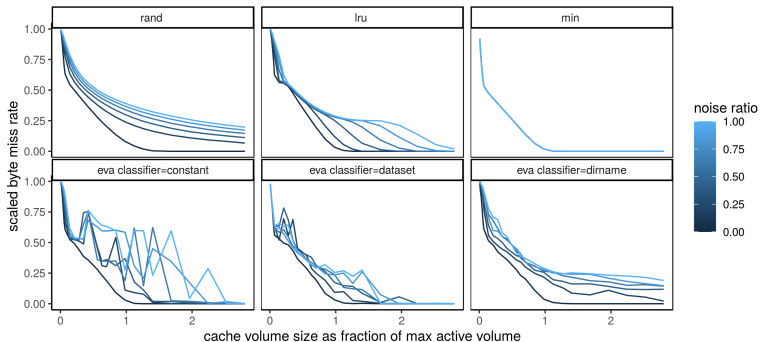 rand
lru
min
1.00
0.75
0.50
0.25
0.00
eva classifier=constant
eva classifier=dataset
eva classifier=dirname
1.00
0.75
0.50
0.25
0.00
0 1 2
0 1 2
0 1 2
cache volume size as fraction of max active volume
scaled byte miss rate
noise ratio
1.00
0.75
0.50
0.25
0.00